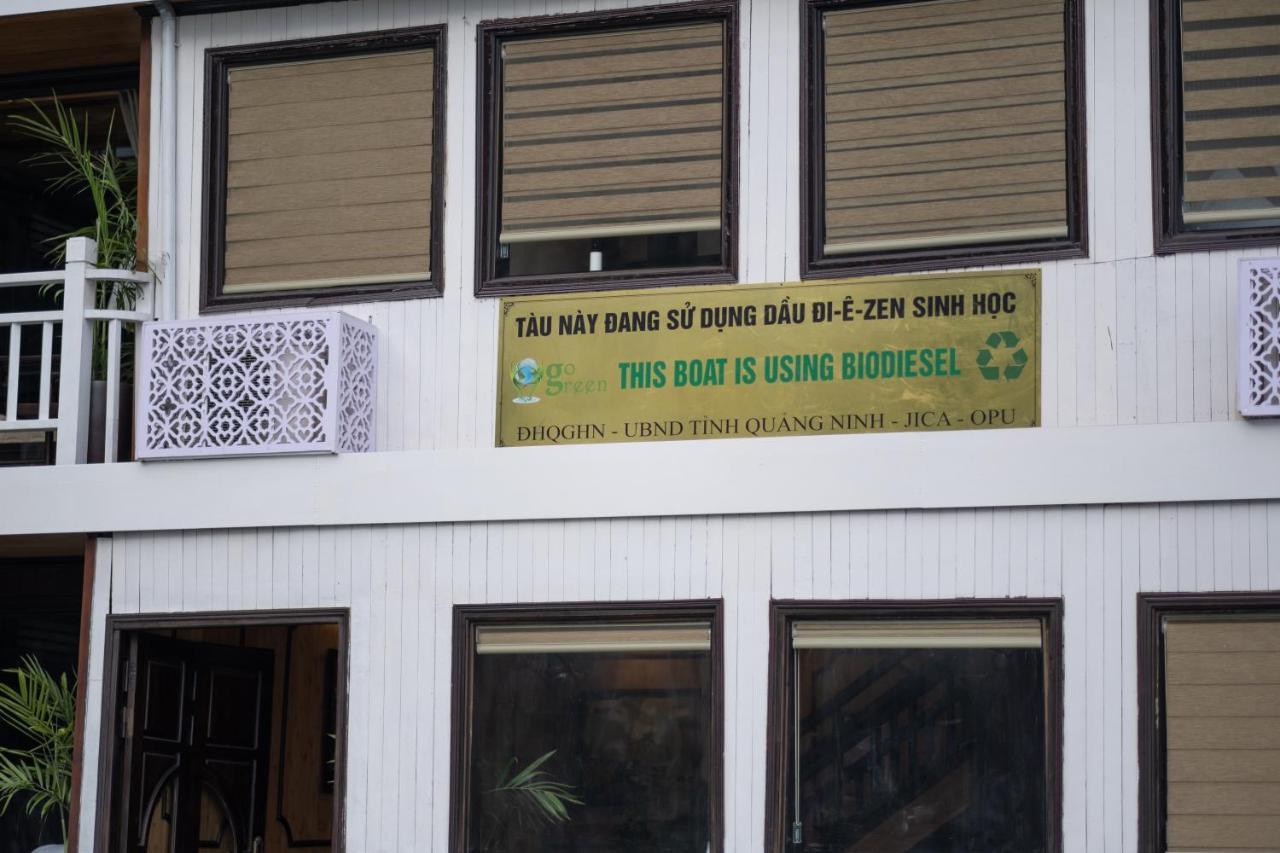 TÀU NÀY ĐANG SỬ DỤNG DẦU ĐI-Ê-ZEN SINH HỌC
go green THIS BOAT IS USING BIODIESEL
ĐHQGHN - UBND TỈNH QUẢNG NINH - JICA - OPU